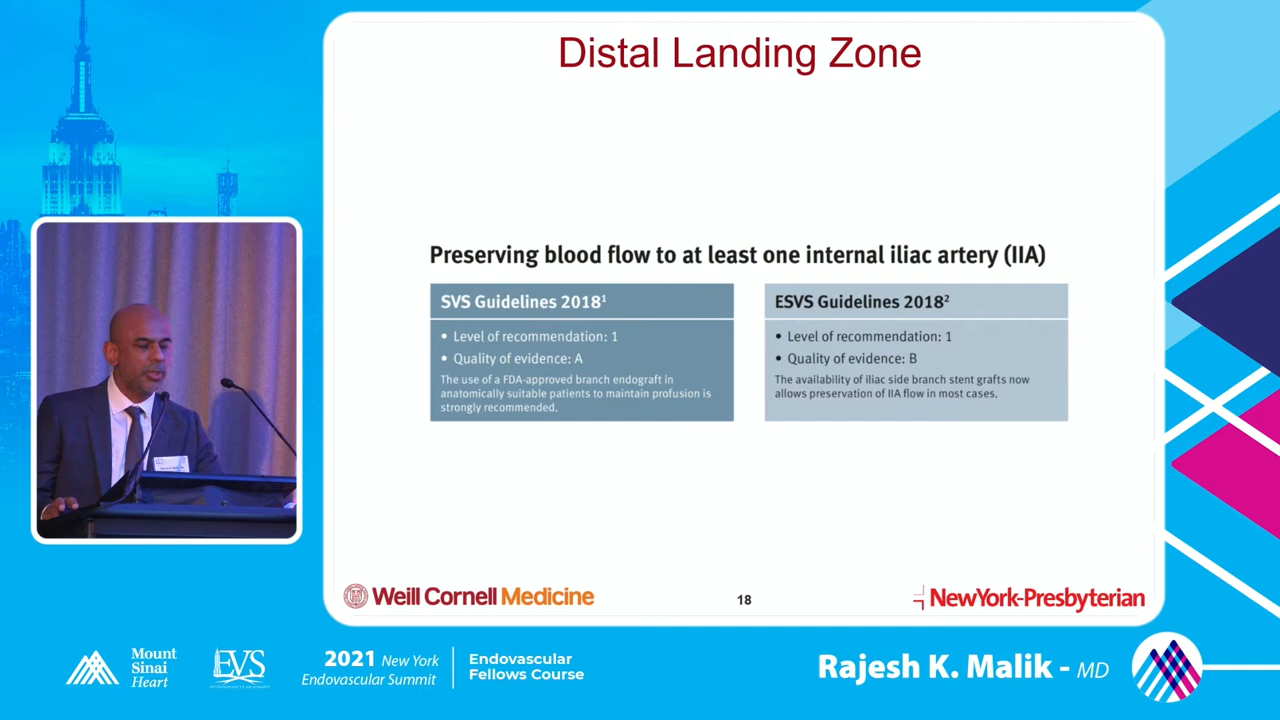 Distal Landing Zone
Preserving blood flow to at least one internal iliac artery (IIA)
SVS Guidelines 2018¹
• Level of recommendation: 1
• Quality of evidence: A
The use of a FDA-approved branch endograft in
anatomically suitable patients to maintain profusion is
strongly recommended.
ESVS Guidelines 2018²
• Level of recommendation: 1
• Quality of evidence: B
The availability of iliac side branch stent grafts now
allows preservation of IIA flow in most cases.
Weill Cornell Medicine
18
NewYork-Presbyterian
Mount
Sinai
Heart
EVS
2021 New York
Endovascular Summit
Endovascular
Fellows Course
Rajesh K. Malik - MD